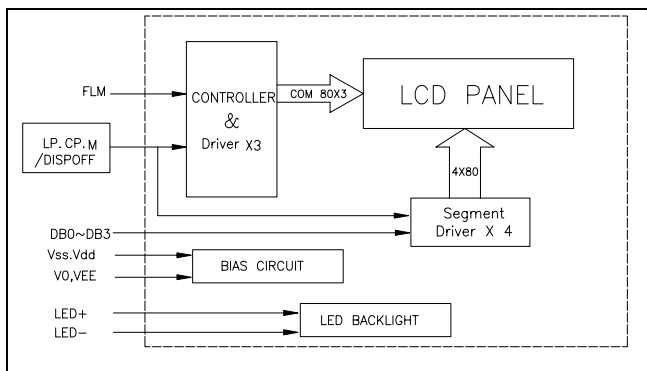 FLM
CONTROLLER
&
Driver X3
COM 80X3
LCD PANEL
LP.CP.M
/DISPOFF
4X80
Segment
Driver X 4
DB0~DB3
Vss.Vdd
V0,VEE
BIAS CIRCUIT
LED+
LED-
LED BACKLIGHT